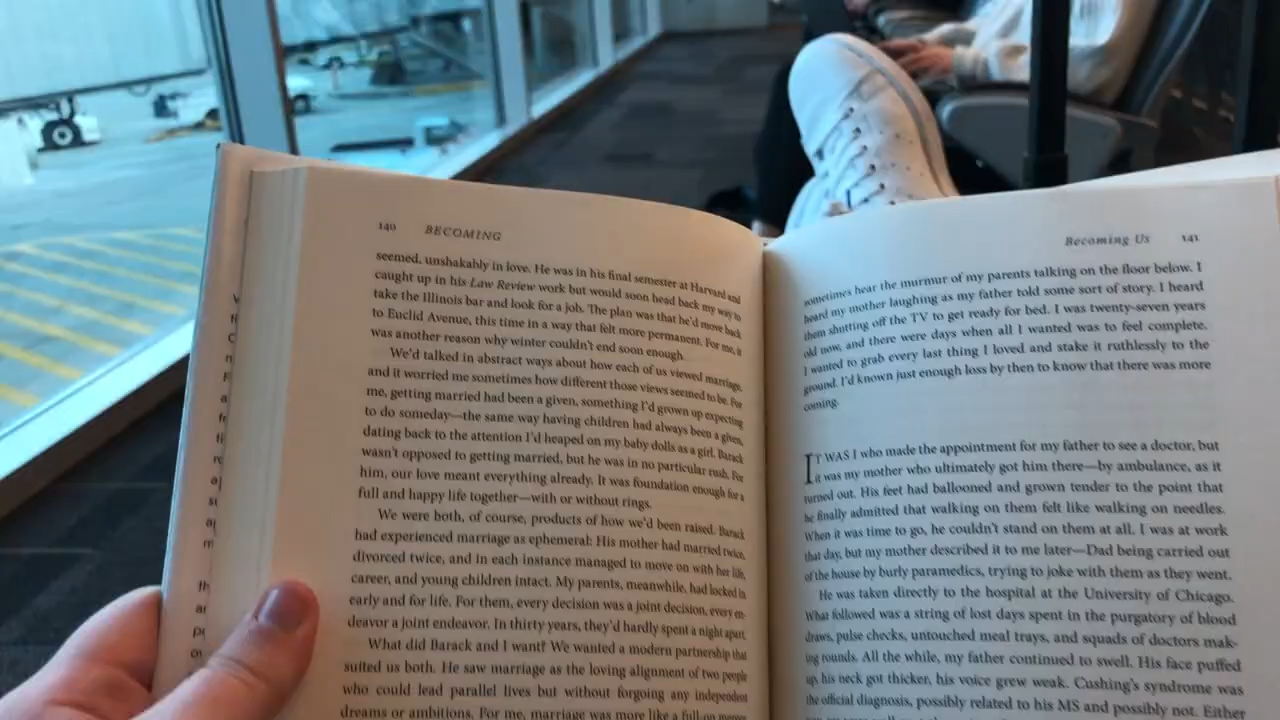 140 BECOMING
seemed, unshakably in love. He was in his final semester at Harvard and
caught up in his Law Review work but would soon head back my way to
take the Illinois bar and look for a job. The plan was that he'd move back
to Euclid Avenue, this time in a way that felt more permanent. For me, it
was another reason why winter couldn't end soon enough.
We'd talked in abstract ways about how each of us viewed marriage,
and it worried me sometimes how different those views seemed to be. For
me, getting married had been a given, something I'd grown up expecting
to do someday—the same way having children had always been a given,
dating back to the attention I'd heaped on my baby dolls as a girl. Barack
wasn't opposed to getting married, but he was in no particular rush. For
him, our love meant everything already. It was foundation enough for a
full and happy life together—with or without rings.
We were both, of course, products of how we'd been raised. Barack
had experienced marriage as ephemeral: His mother had married twice,
divorced twice, and in each instance managed to move on with her life,
career, and young children intact. My parents, meanwhile, had locked in
early and for life. For them, every decision was a joint decision, every en-
deavor a joint endeavor. In thirty years, they'd hardly spent a night apart.
What did Barack and I want? We wanted a modern partnership that
suited us both. He saw marriage as the loving alignment of two people
who could lead parallel lives but without forgoing any independent
dreams or ambitions. For me, marriage was more like a full-on
Becoming Us 141
sometimes hear the murmur of my parents talking on the floor below. I
heard my mother laughing as my father told some sort of story. I heard
them shutting off the TV to get ready for bed. I was twenty-seven years
old now, and there were days when all I wanted was to feel complete.
I wanted to grab every last thing I loved and stake it ruthlessly to the
ground. I'd known just enough loss by then to know that there was more
coming.
IT WAS I who made the appointment for my father to see a doctor, but
it was my mother who ultimately got him there—by ambulance, as it
turned out. His feet had ballooned and grown tender to the point that
he finally admitted that walking on them felt like walking on needles.
When it was time to go, he couldn't stand on them at all. I was at work
that day, but my mother described it to me later—Dad being carried out
of the house by burly paramedics, trying to joke with them as they went.
He was taken directly to the hospital at the University of Chicago.
What followed was a string of lost days spent in the purgatory of blood
draws, pulse checks, untouched meal trays, and squads of doctors mak-
ing rounds. All the while, my father continued to swell. His face puffed
up, his neck got thicker, his voice grew weak. Cushing's syndrome was
the official diagnosis, possibly related to his MS and possibly not. Either